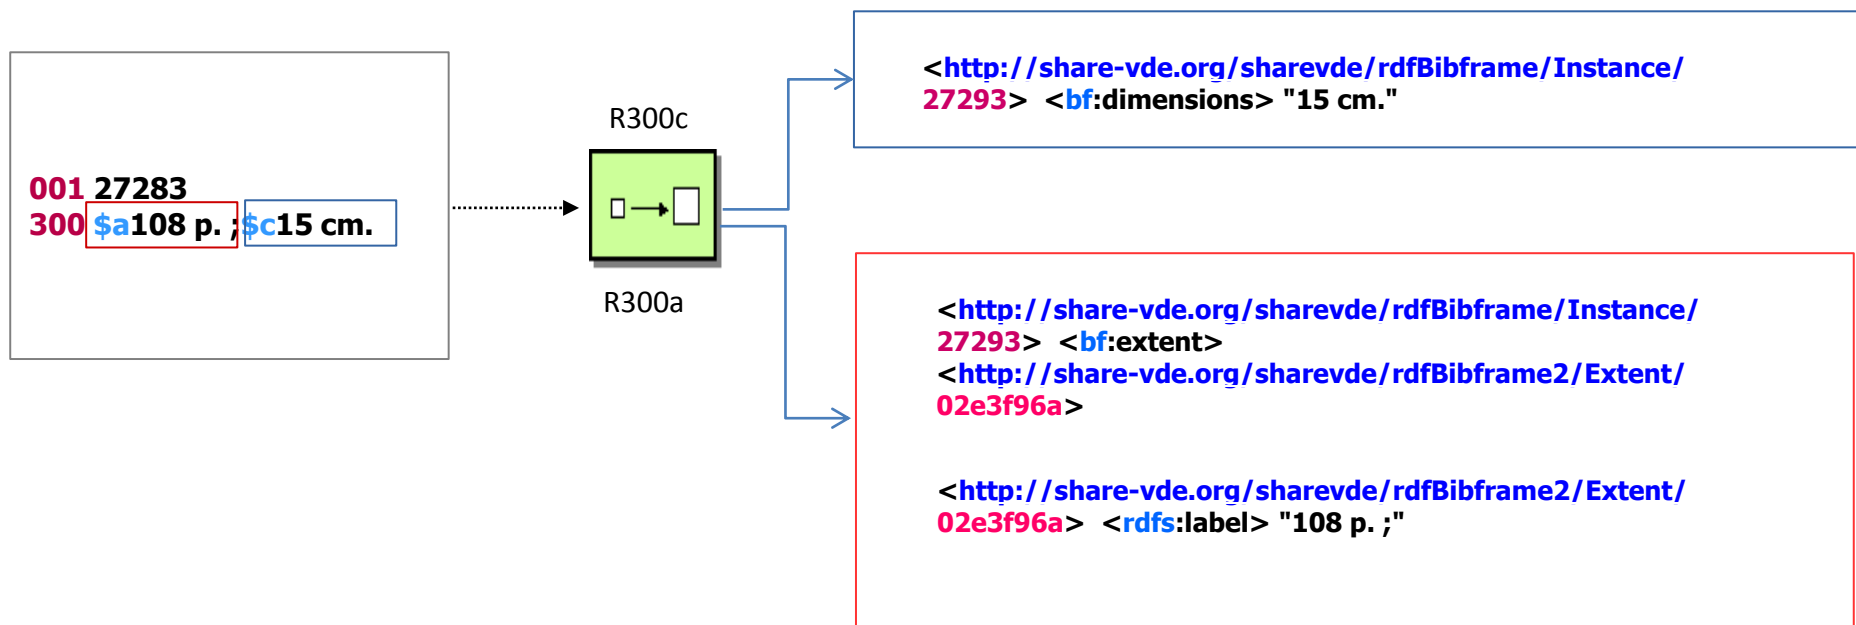 001 27283
300 $a108 p. ;$c15 cm.
R300c
R300a
<http://share-vde.org/sharevde/rdfBibframe/Instance/
27293> <bf:dimensions> "15 cm."
<http://share-vde.org/sharevde/rdfBibframe/Instance/
27293> <bf:extent>
<http://share-vde.org/sharevde/rdfBibframe2/Extent/
02e3f96a>
<http://share-vde.org/sharevde/rdfBibframe2/Extent/
02e3f96a> <rdfs:label> "108 p. ;"